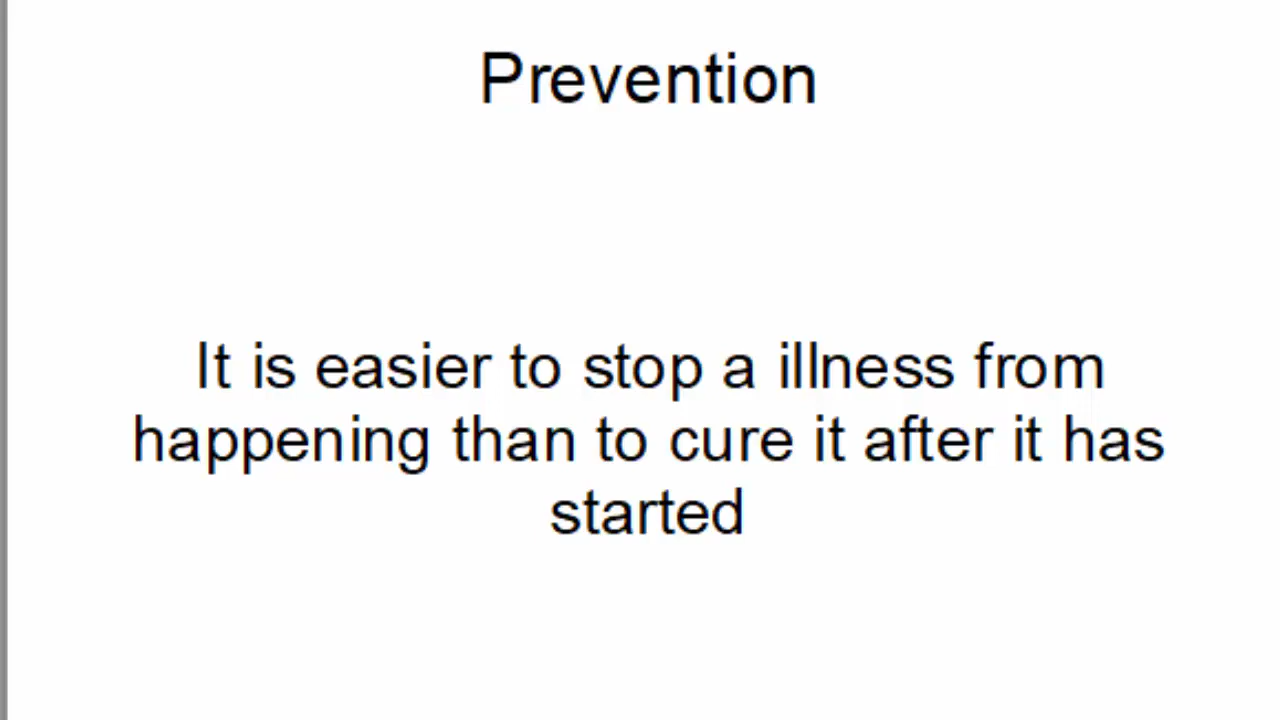 Prevention
It is easier to stop a illness from
happening than to cure it after it has
started